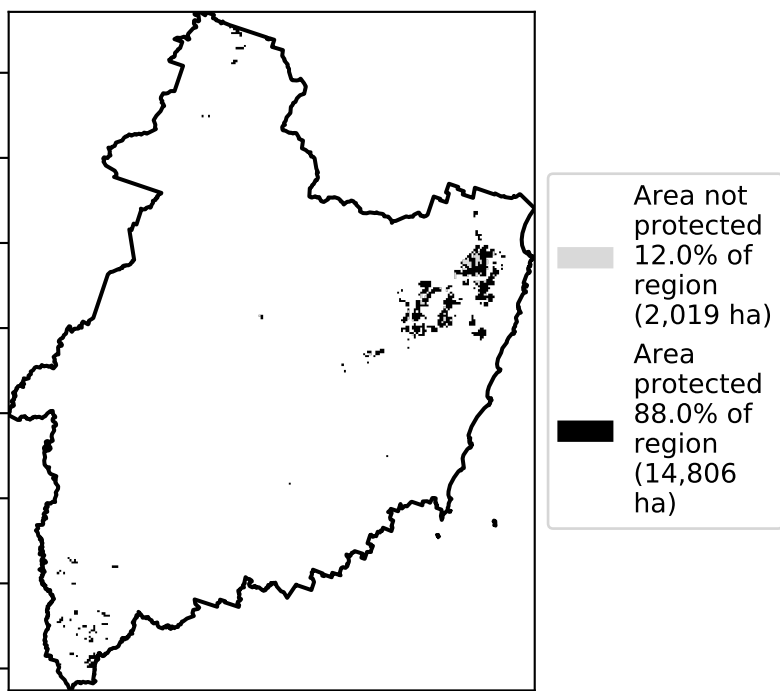 Area not
protected
12.0% of
region
(2,019 ha)
Area
protected
88.0% of
region
(14,806
ha)